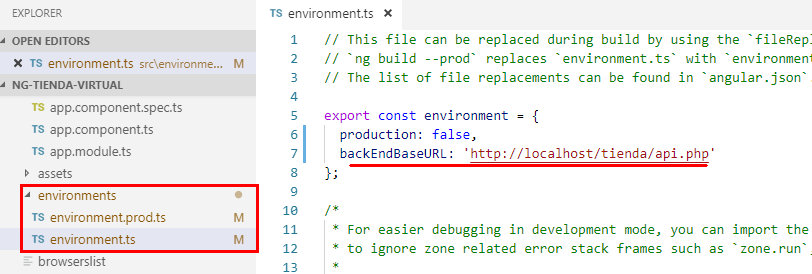 EXPLORER
OPEN EDITORS
TS environment.ts src\environme... M
NG-TIENDA-VIRTUAL
TS app.component.spec.ts
TS app.component.ts
TS app.module.ts
assets
environments
TS environment.prod.ts M
TS environment.ts M
browserslist
TS environment.ts
1 // This file can be replaced during build by using the `fileRepl
2 // `ng build --prod` replaces `environment.ts` with `environment
3 // The list of file replacements can be found in `angular.json`.
4
5 export const environment = {
6 production: false,
7 backEndBaseURL: 'http://localhost/tienda/api.php'
8 };
9
10 /*
11 * For easier debugging in development mode, you can import the
12 * to ignore zone related error stack frames such as `zone.run`,
13 *